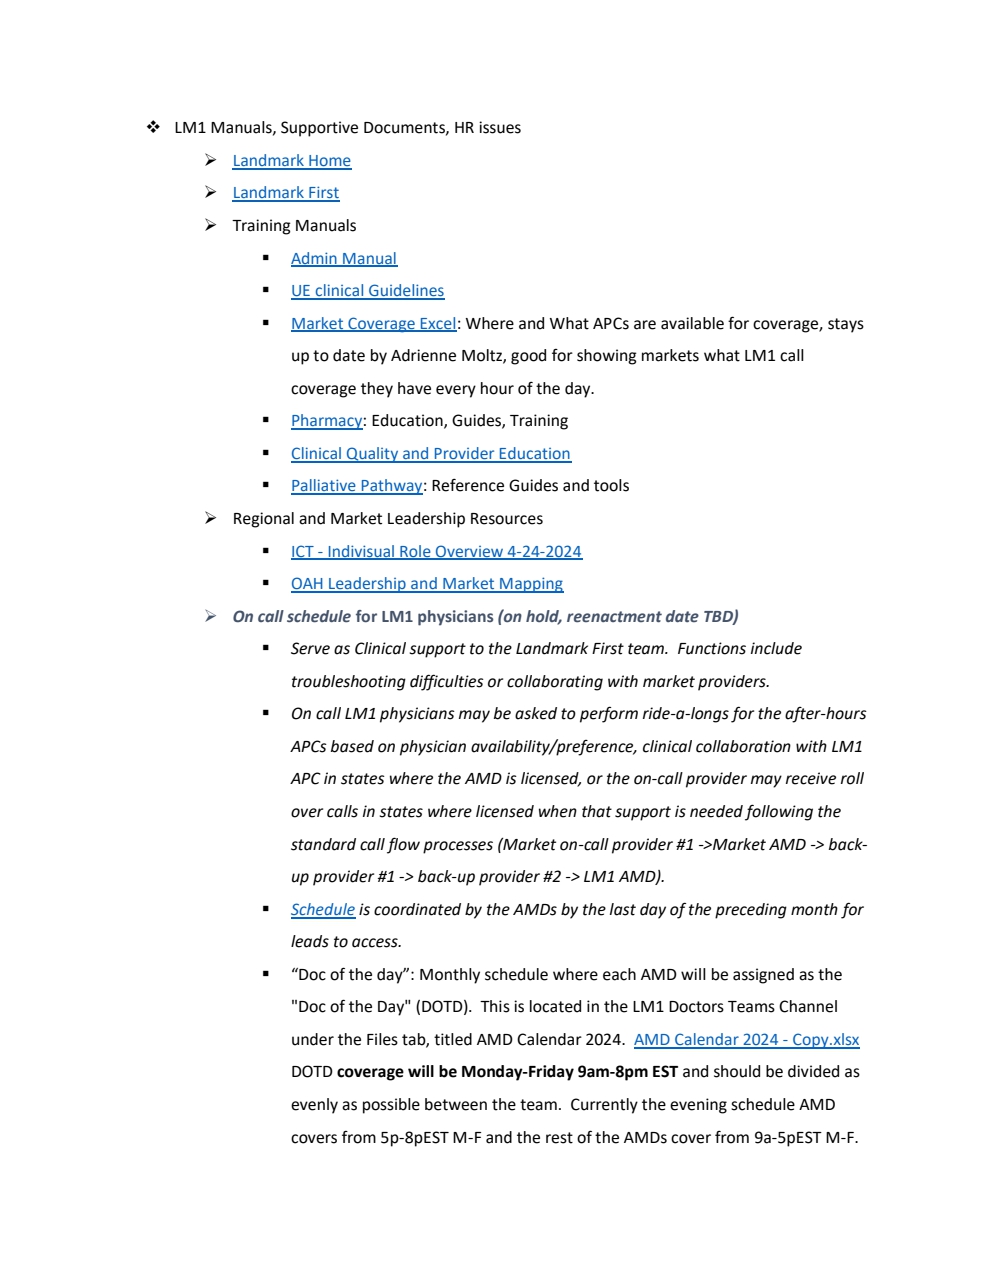 ❖ LM1 Manuals, Supportive Documents, HR issues
➢ Landmark Home
➢ Landmark First
➢ Training Manuals
▪ Admin Manual
▪ UE clinical Guidelines
▪ Market Coverage Excel: Where and What APCs are available for coverage, stays
up to date by Adrienne Moltz, good for showing markets what LM1 call
coverage they have every hour of the day.
▪ Pharmacy: Education, Guides, Training
▪ Clinical Quality and Provider Education
▪ Palliative Pathway: Reference Guides and tools
➢ Regional and Market Leadership Resources
▪ ICT - Indivisual Role Overview 4-24-2024
▪ OAH Leadership and Market Mapping
➢ On call schedule for LM1 physicians (on hold, reenactment date TBD)
▪ Serve as Clinical support to the Landmark First team.  Functions include
troubleshooting difficulties or collaborating with market providers.
▪ On call LM1 physicians may be asked to perform ride-a-longs for the after-hours
APCs based on physician availability/preference, clinical collaboration with LM1
APC in states where the AMD is licensed, or the on-call provider may receive roll
over calls in states where licensed when that support is needed following the
standard call flow processes (Market on-call provider #1 ->Market AMD -> back-
up provider #1 -> back-up provider #2 -> LM1 AMD).
▪ Schedule is coordinated by the AMDs by the last day of the preceding month for
leads to access.
▪ “Doc of the day”: Monthly schedule where each AMD will be assigned as the
"Doc of the Day" (DOTD).  This is located in the LM1 Doctors Teams Channel
under the Files tab, titled AMD Calendar 2024.  AMD Calendar 2024 - Copy.xlsx
DOTD coverage will be Monday-Friday 9am-8pm EST and should be divided as
evenly as possible between the team.  Currently the evening schedule AMD
covers from 5p-8pEST M-F and the rest of the AMDs cover from 9a-5pEST M-F.